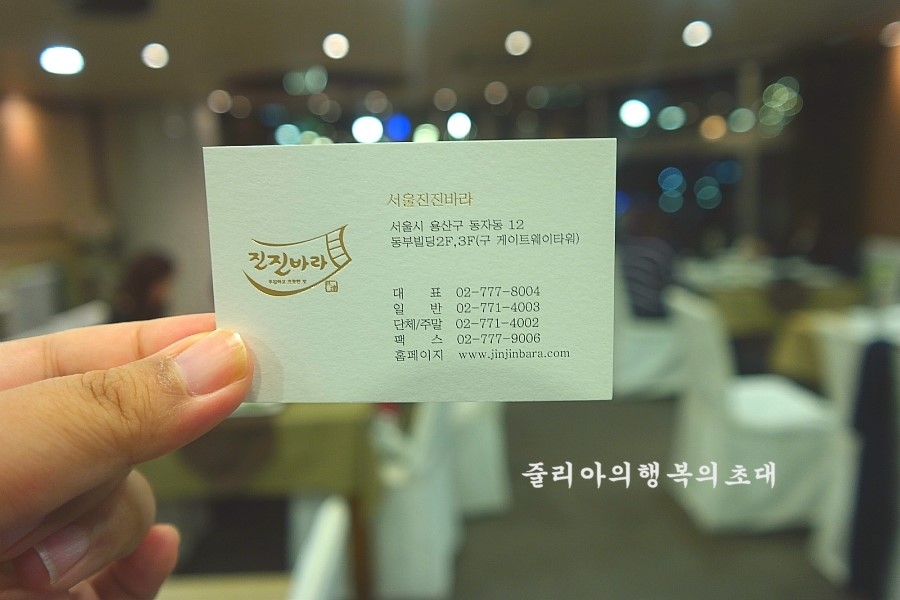 서울진진바라
서울시 용산구 동자동 12
동부빌딩2F,3F(구 게이트웨이타워)
진진바라
대 표 02-777-8004
일 반 02-771-4003
단체/주말 02-771-4002
팩 스 02-777-9006
홈페이지 www.jinjinbara.com
줄리아의행복의초대